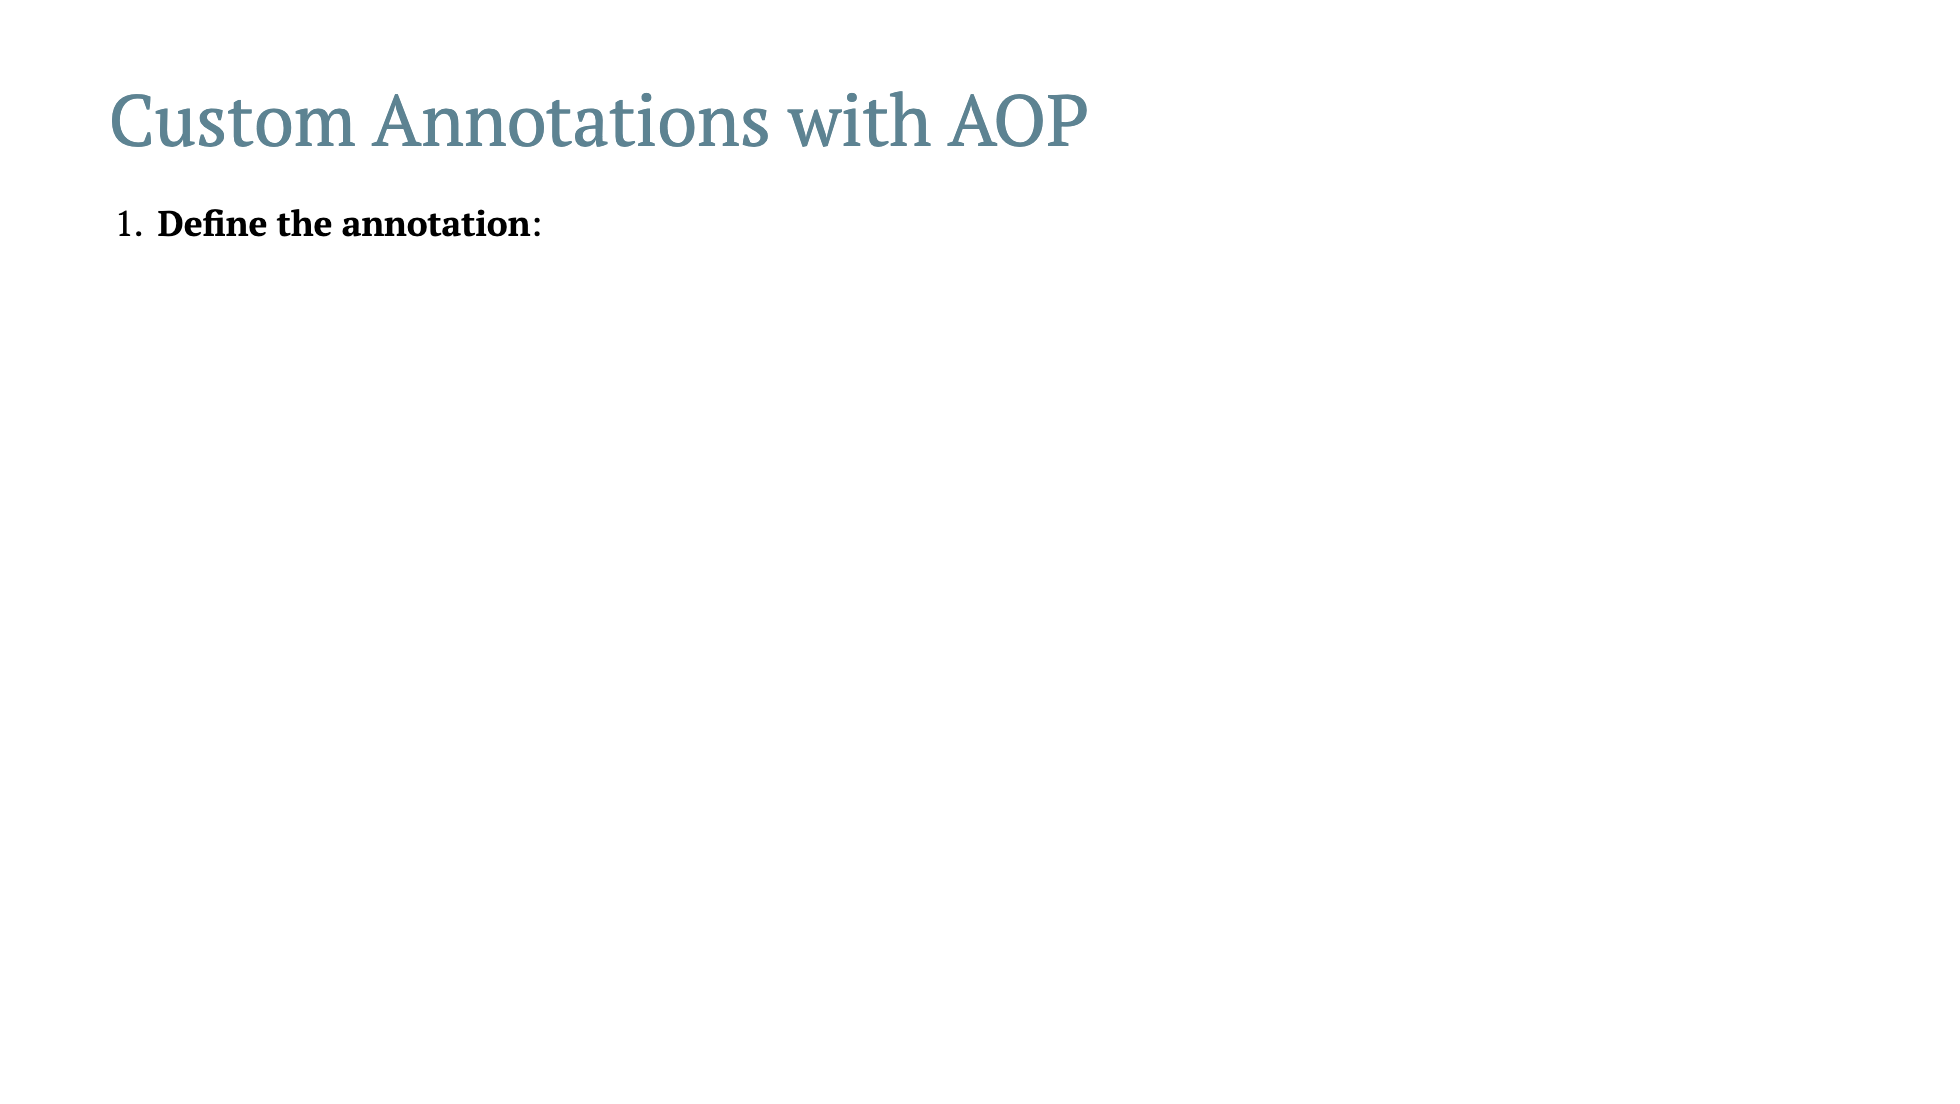 Custom Annotations with AOP
1. Define the annotation: